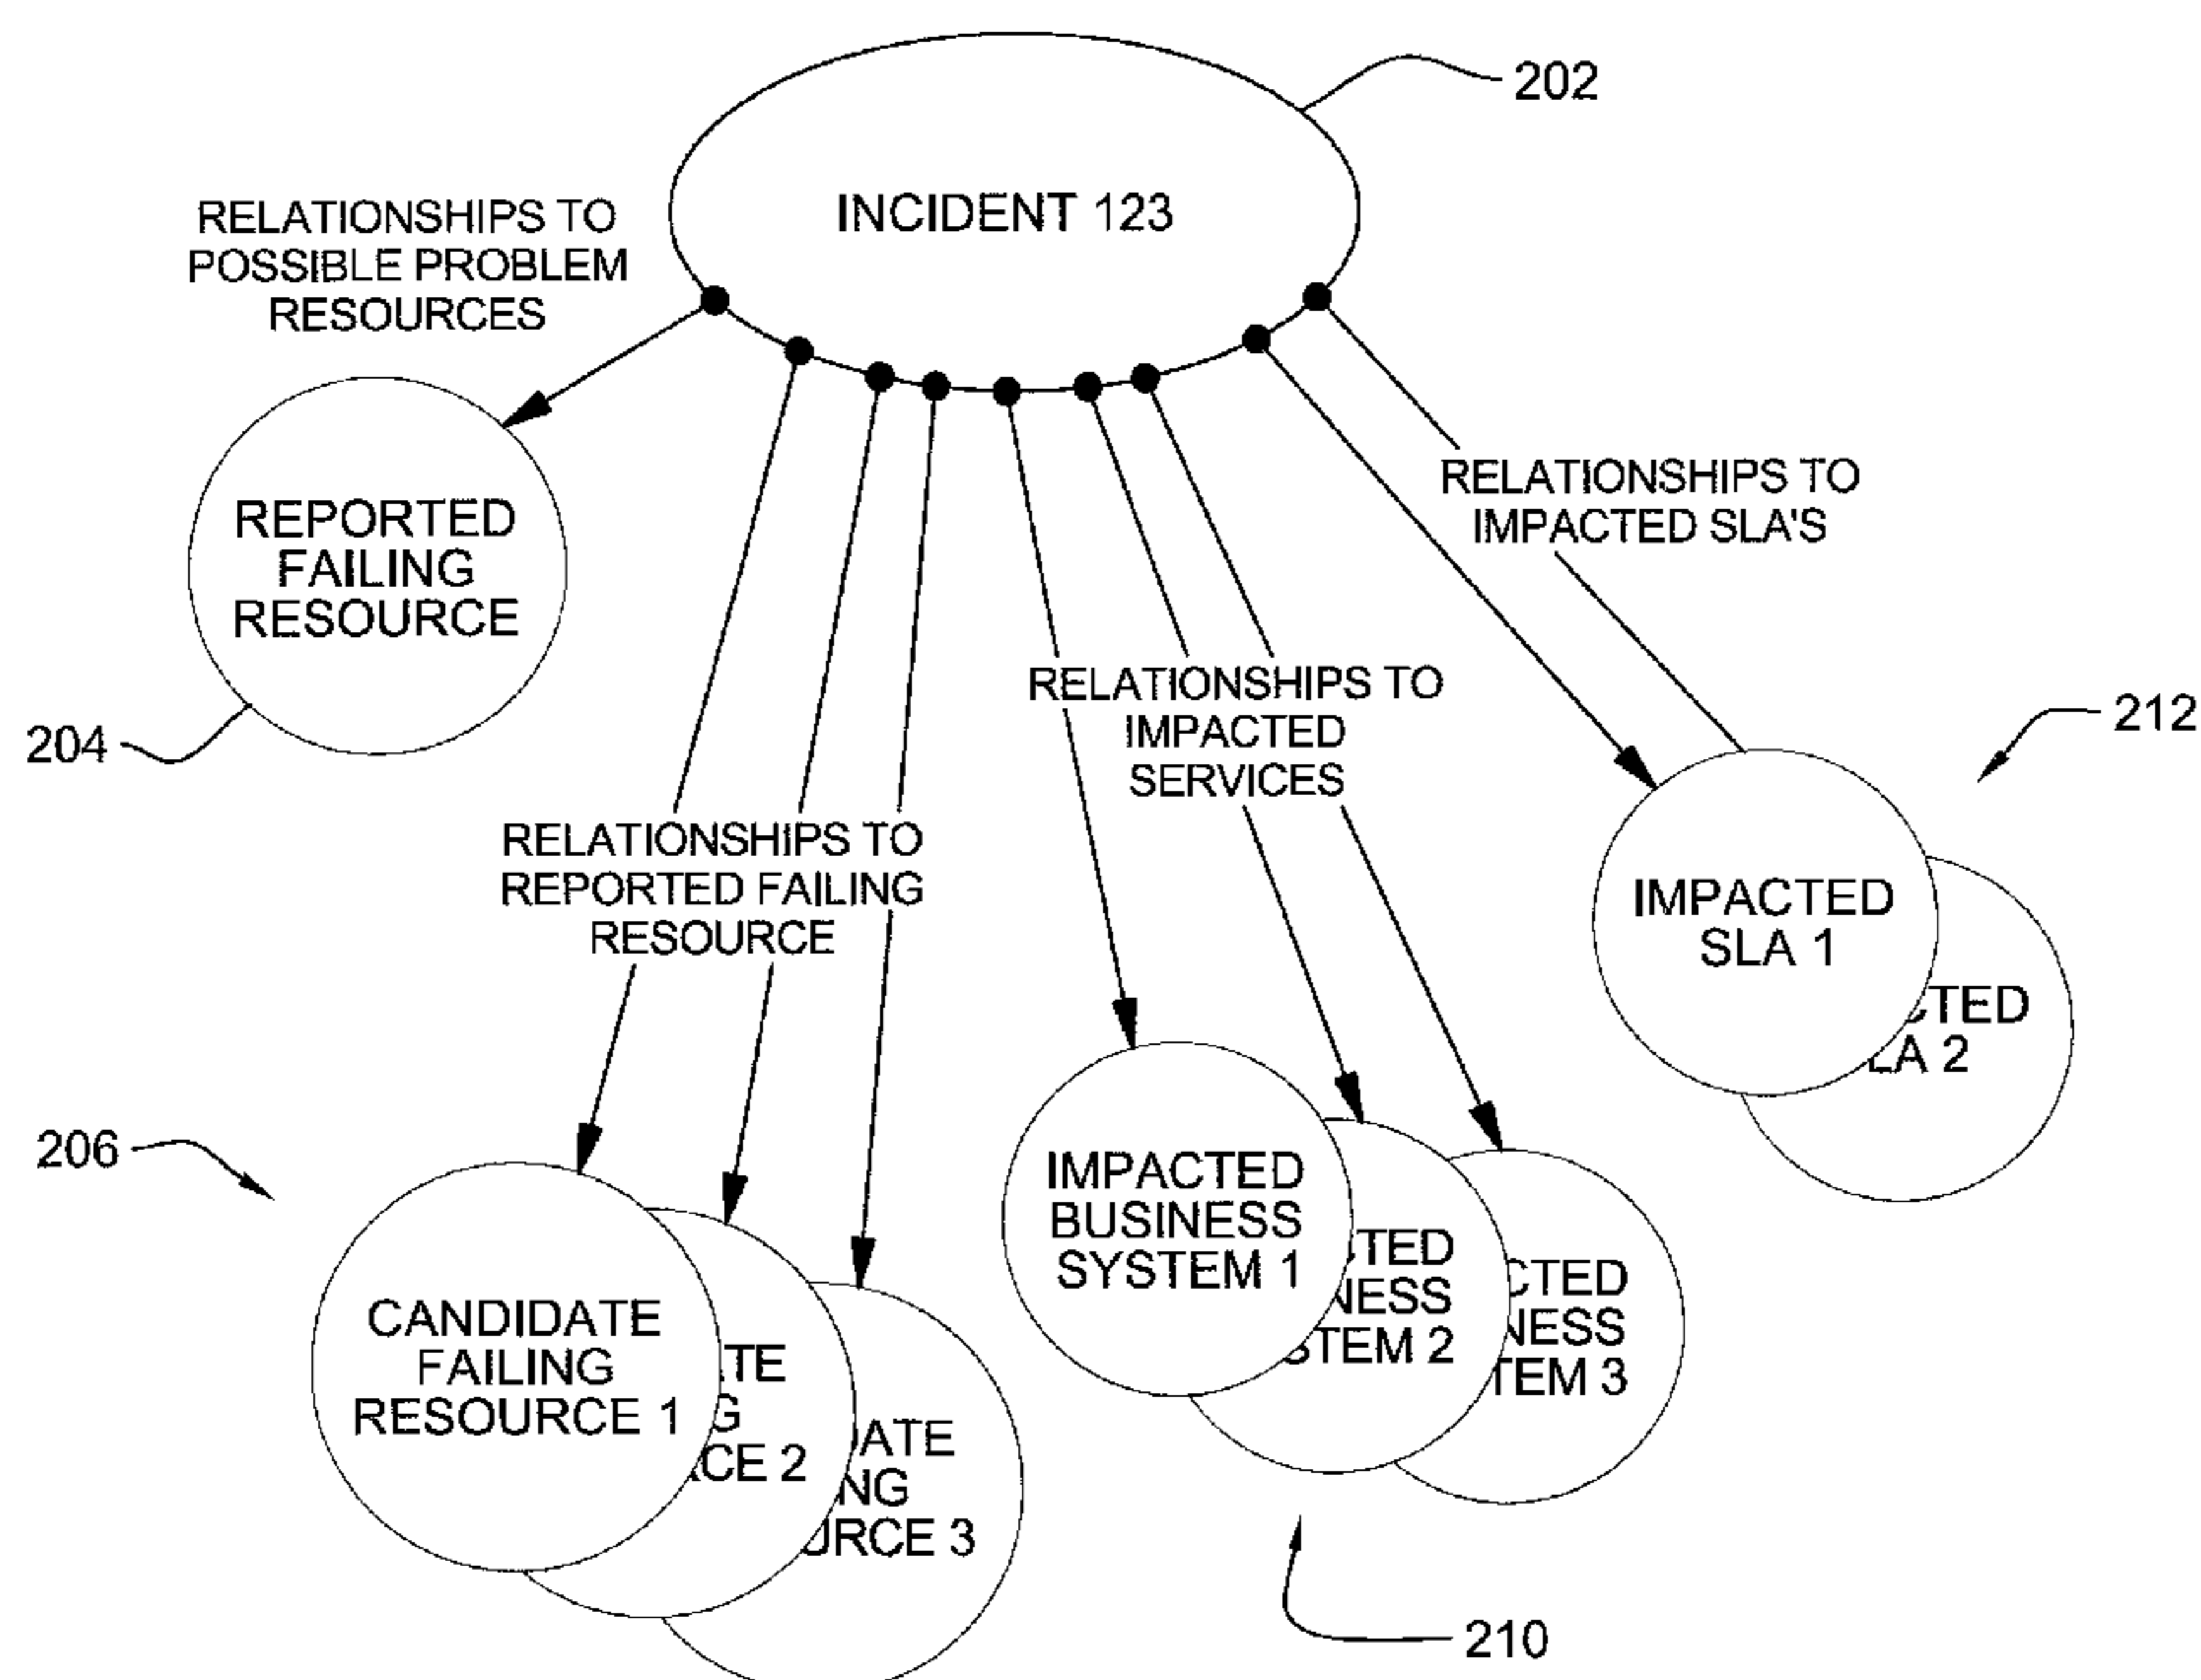 202
INCIDENT 123
RELATIONSHIPS TO
POSSIBLE PROBLEM
RESOURCES
REPORTED
FAILING
RESOURCE
204
RELATIONSHIPS TO
IMPACTED SLA'S
RELATIONSHIPS TO
IMPACTED
SERVICES
212
RELATIONSHIPS TO
REPORTED FAILING
RESOURCE
IMPACTED
SLA 1
CTED
LA 2
206
IMPACTED
BUSINESS
SYSTEM 1
TED
NESS
STEM 2
CTED
NESS
TEM 3
CANDIDATE
FAILING
RESOURCE 1
TE
G
CE 2
ATE
NG
URCE 3
210